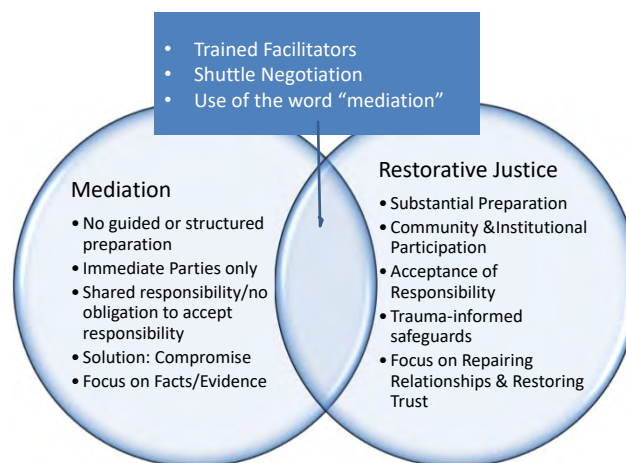 • Trained Facilitators
• Shuttle Negotiation
• Use of the word “mediation”
Mediation
• No guided or structured
preparation
• Immediate Parties only
• Shared responsibility/no
obligation to accept
responsibility
• Solution: Compromise
• Focus on Facts/Evidence
Restorative Justice
• Substantial Preparation
• Community &Institutional
Participation
• Acceptance of
Responsibility
• Trauma-informed
safeguards
• Focus on Repairing
Relationships & Restoring
Trust